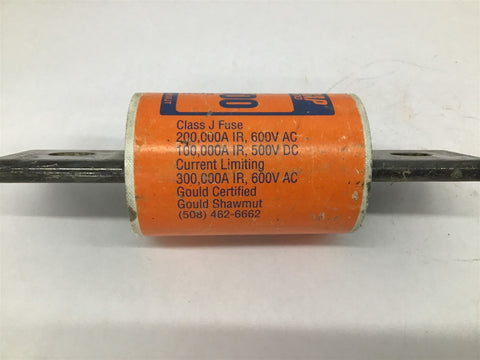 00
Class J Fuse
200,000A IR, 600V AC
100,000A IR, 500V DC
Current Limiting
300,000A IR, 600V AC
Gould Certified
Gould Shawmut
(508) 462-6662